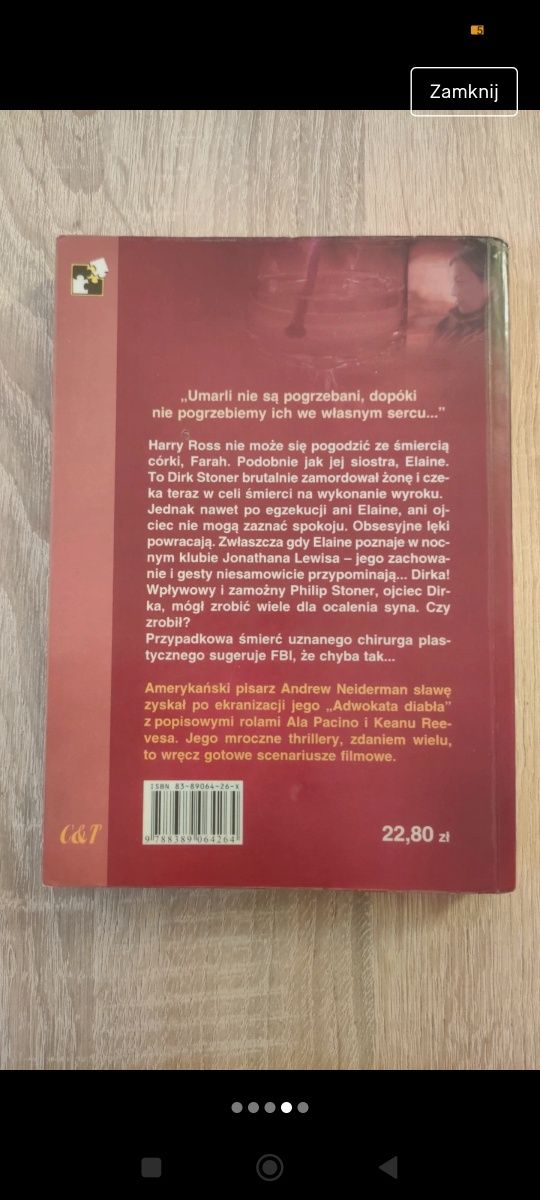 5
Zamknij
„Umarli nie są pogrzebani, dopóki
nie pogrzebiemy ich we własnym sercu..."
Harry Ross nie może się pogodzić ze śmiercią
córki, Farah. Podobnie jak jej siostra, Elaine.
To Dirk Stoner brutalnie zamordował żonę i cze-
ka teraz w celi śmierci na wykonanie wyroku.
Jednak nawet po egzekucji ani Elaine, ani oj-
ciec nie mogą zaznać spokoju. Obsesyjne lęki
powracają. Zwłaszcza gdy Elaine poznaje w noc-
nym klubie Jonathana Lewisa – jego zachowa-
nie i gesty niesamowicie przypominają... Dirka!
Wpływowy i zamożny Philip Stoner, ojciec Dir-
ka, mógł zrobić wiele dla ocalenia syna. Czy
zrobił?
Przypadkowa śmierć uznanego chirurga plas-
tycznego sugeruje FBI, że chyba tak...
Amerykański pisarz Andrew Neiderman sławę
zyskał po ekranizacji jego „Adwokata diabła"
z popisowymi rolami Ala Pacino i Keanu Ree-
vesa. Jego mroczne thrillery, zdaniem wielu,
to wręcz gotowe scenariusze filmowe.
ISBN 83-89064-26-X
9 788389 064264
C&T
22,80 zł